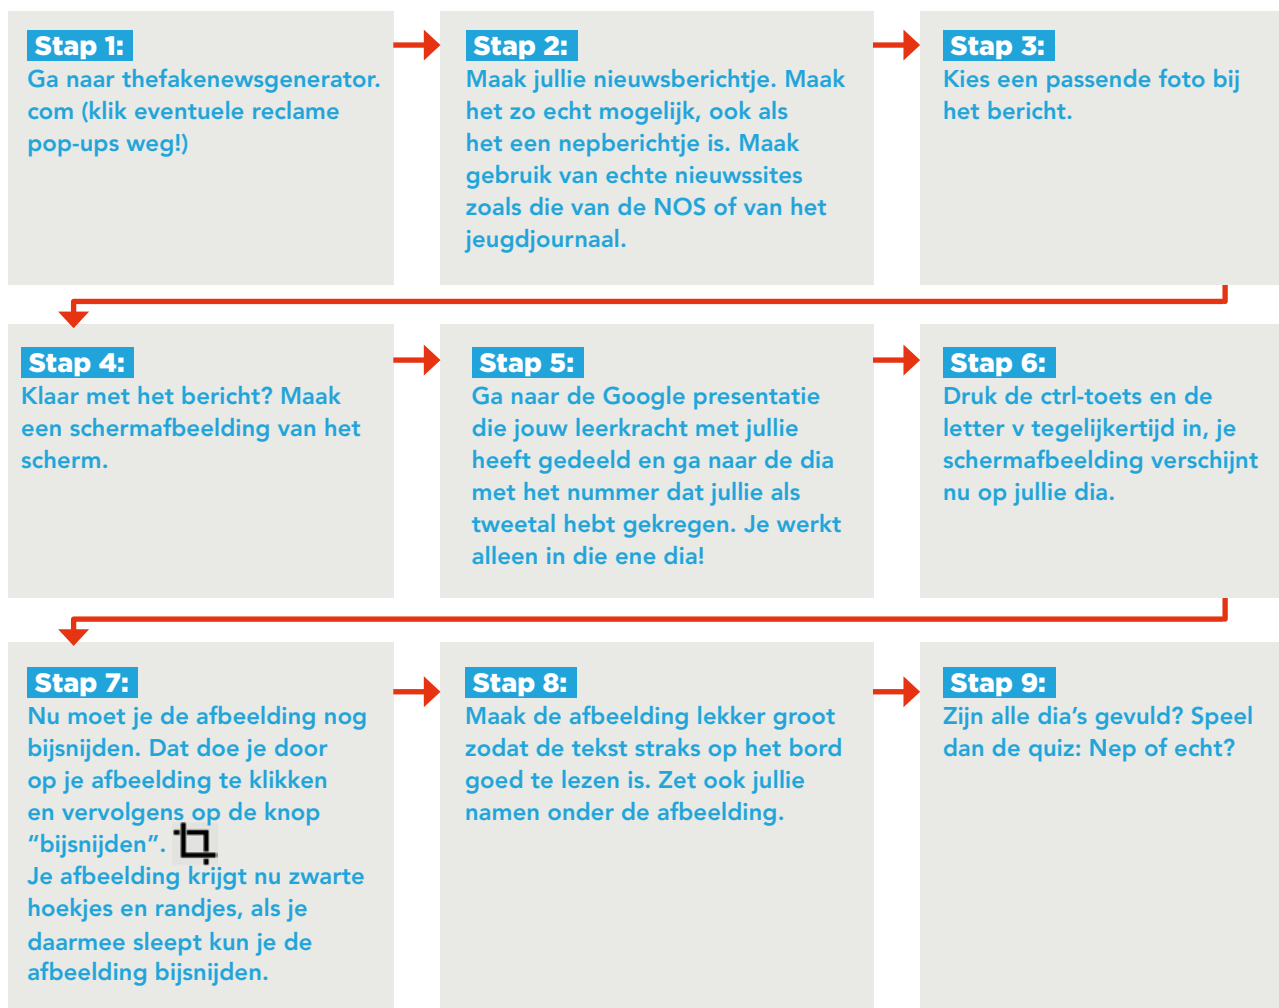 Stap 1:
Ga naar thefakenewsgenerator.
com (klik eventuele reclame
pop-ups weg!)
Stap 2:
Maak jullie nieuwsberichtje. Maak
het zo echt mogelijk, ook als
het een nepberichtje is. Maak
gebruik van echte nieuwssites
zoals die van de NOS of van het
jeugdjournaal.
Stap 3:
Kies een passende foto bij
het bericht.
Stap 4:
Klaar met het bericht? Maak
een schermafbeelding van het
scherm.
Stap 5:
Ga naar de Google presentatie
die jouw leerkracht met jullie
heeft gedeeld en ga naar de dia
met het nummer dat jullie als
tweetal hebt gekregen. Je werkt
alleen in die ene dia!
Stap 6:
Druk de ctrl-toets en de
letter v tegelijkertijd in, je
schermafbeelding verschijnt
nu op jullie dia.
Stap 7:
Nu moet je de afbeelding nog
bijsnijden. Dat doe je door
op je afbeelding te klikken
en vervolgens op de knop
“bijsnijden”.
Je afbeelding krijgt nu zwarte
hoekjes en randjes, als je
daarmee sleept kun je de
afbeelding bijsnijden.
Stap 8:
Maak de afbeelding lekker groot
zodat de tekst straks op het bord
goed te lezen is. Zet ook jullie
namen onder de afbeelding.
Stap 9:
Zijn alle dia’s gevuld? Speel
dan de quiz: Nep of echt?